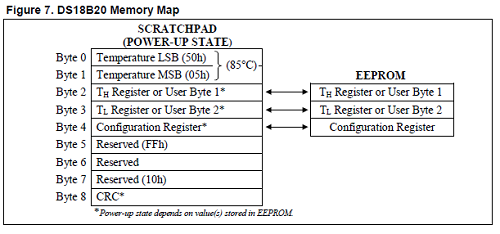 Figure 7. DS18B20 Memory Map
SCRATCHPAD
(POWER-UP STATE)
Byte 0 Temperature LSB (50h)
(85°C)
Byte 1 Temperature MSB (05h)
EEPROM
Byte 2 TH Register or User Byte 1* TH Register or User Byte 1
Byte 3 TL Register or User Byte 2* TL Register or User Byte 2
Byte 4 Configuration Register* Configuration Register
Byte 5 Reserved (FFh)
Byte 6 Reserved
Byte 7 Reserved (10h)
Byte 8 CRC*
*Power-up state depends on value(s) stored in EEPROM.